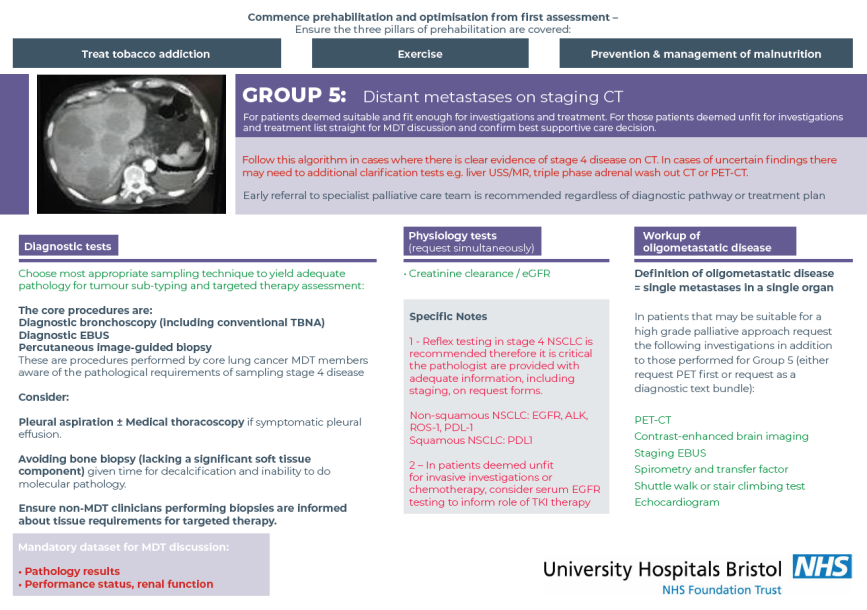 Commence prehabilitation and optimisation from first assessment –
Ensure the three pillars of prehabilitation are covered:
Treat tobacco addiction
Exercise
Prevention & management of malnutrition
GROUP 5: Distant metastases on staging CT
For patients deemed suitable and fit enough for investigations and treatment. For those patients deemed unfit for investigations
and treatment list straight for MDT discussion and confirm best supportive care decision.
Follow this algorithm in cases where there is clear evidence of stage 4 disease on CT. In cases of uncertain findings there
may need to additional clarification tests e.g. liver USS/MR, triple phase adrenal wash out CT or PET-CT.
Early referral to specialist palliative care team is recommended regardless of diagnostic pathway or treatment plan
Diagnostic tests
Choose most appropriate sampling technique to yield adequate
pathology for tumour sub-typing and targeted therapy assessment:
The core procedures are:
Diagnostic bronchoscopy (including conventional TBNA)
Diagnostic EBUS
Percutaneous image-guided biopsy
These are procedures performed by core lung cancer MDT members
aware of the pathological requirements of sampling stage 4 disease
Consider:
Pleural aspiration ± Medical thoracoscopy if symptomatic pleural
effusion.
Avoiding bone biopsy (lacking a significant soft tissue
component) given time for decalcification and inability to do
molecular pathology.
Ensure non-MDT clinicians performing biopsies are informed
about tissue requirements for targeted therapy.
Mandatory dataset for MDT discussion:
• Pathology results
• Performance status, renal function
Physiology tests
(request simultaneously)
• Creatinine clearance / eGFR
Specific Notes
1 - Reflex testing in stage 4 NSCLC is
recommended therefore it is critical
the pathologist are provided with
adequate information, including
staging, on request forms.
Non-squamous NSCLC: EGFR, ALK,
ROS-1, PDL-1
Squamous NSCLC: PDL1
2 – In patients deemed unfit
for invasive investigations or
chemotherapy, consider serum EGFR
testing to inform role of TKI therapy
Workup of
oligometastatic disease
Definition of oligometastatic disease
= single metastases in a single organ
In patients that may be suitable for a
high grade palliative approach request
the following investigations in addition
to those performed for Group 5 (either
request PET first or request as a
diagnostic text bundle):
PET-CT
Contrast-enhanced brain imaging
Staging EBUS
Spirometry and transfer factor
Shuttle walk or stair climbing test
Echocardiogram
University Hospitals Bristol NHS
NHS Foundation Trust